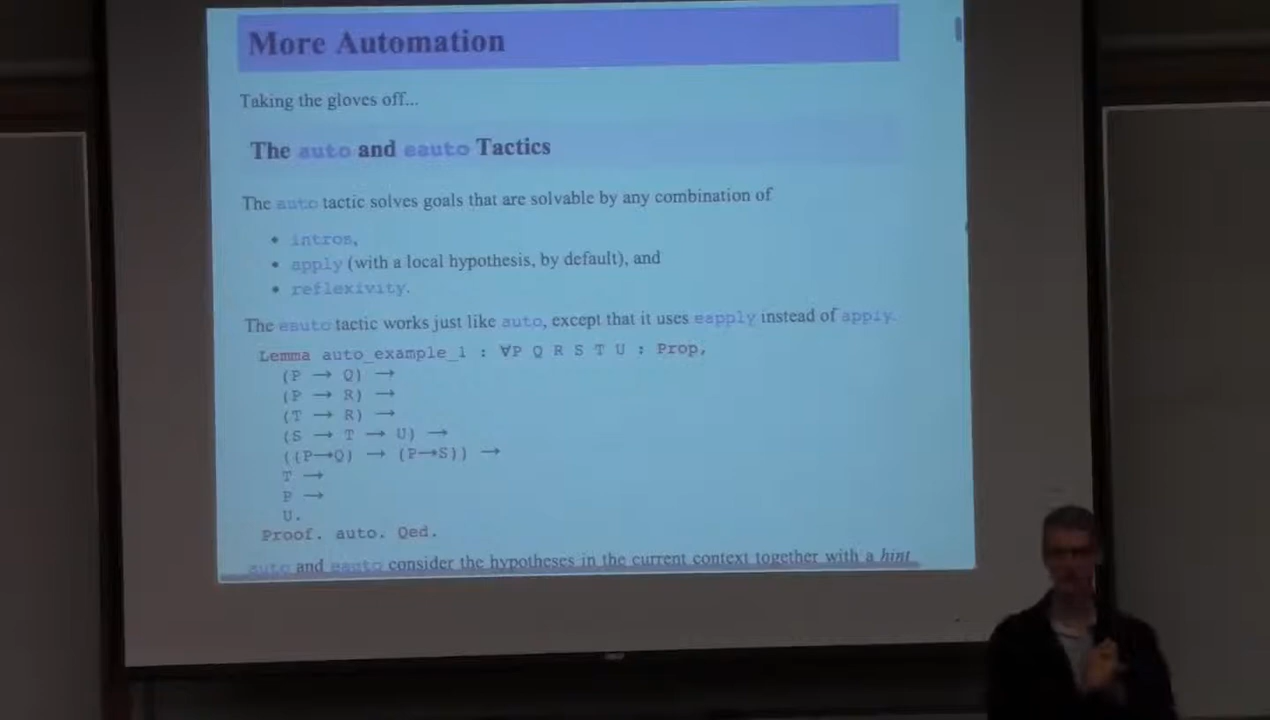 More Automation
Taking the gloves off...
The auto and eauto Tactics
The auto tactic solves goals that are solvable by any combination of
• intros,
• apply (with a local hypothesis, by default), and
• reflexivity.
The eauto tactic works just like auto, except that it uses eapply instead of apply.
Lemma auto_example_1 : ∀P Q R S T U : Prop,
(P → Q) →
(P → R) →
(T → R) →
(S → T → U) →
((P→Q) → (P→S)) →
T →
P →
U.
Proof. auto. Qed.
auto and eauto consider the hypotheses in the current context together with a hint